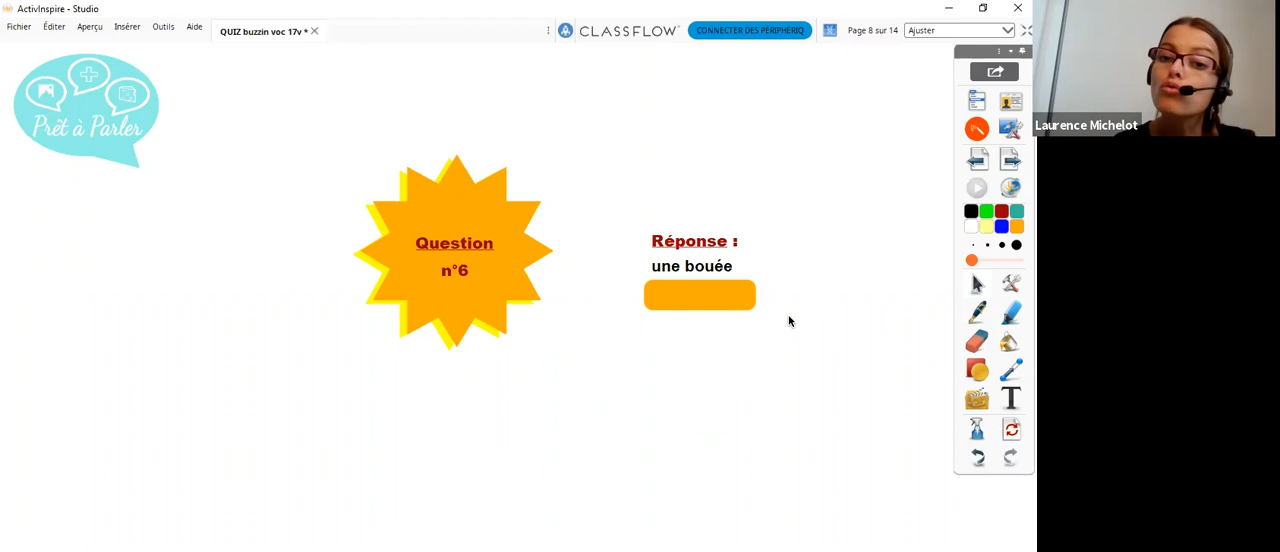 ActivInspire - Studio
Fichier Éditer Aperçu Insérer Outils Aide
QUIZ buzzin voc 17v *
CLASSFLOW
CONNECTER DES PÉRIPHÉRIQ
Page 8 sur 14
Ajuster
Prêt à Parler
Laurence Michelot
Question
n°6
Réponse :
une bouée
T